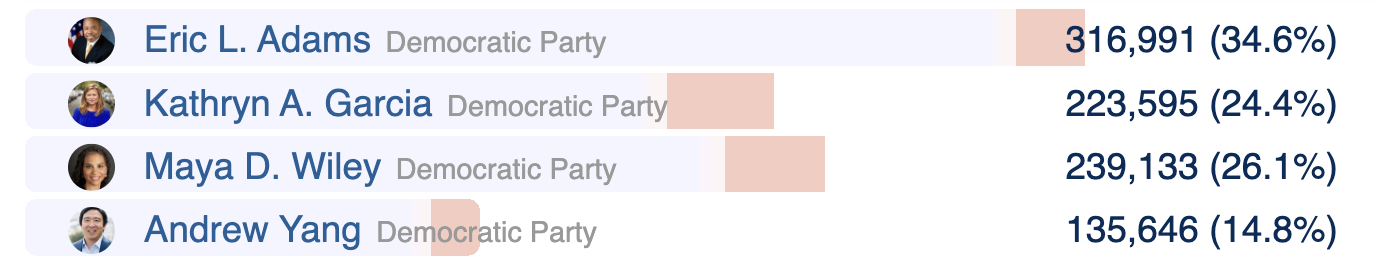 Eric L. Adams Democratic Party 316,991 (34.6%)
Kathryn A. Garcia Democratic Party 223,595 (24.4%)
Maya D. Wiley Democratic Party 239,133 (26.1%)
Andrew Yang Democratic Party 135,646 (14.8%)